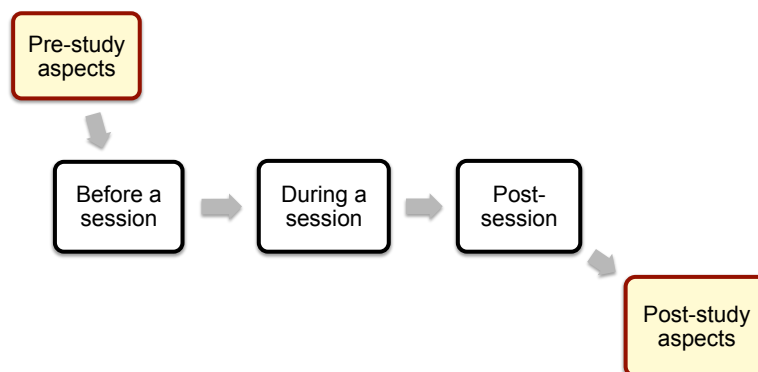 Pre-study
aspects
Before a
session
During a
session
Post-
session
Post-study
aspects